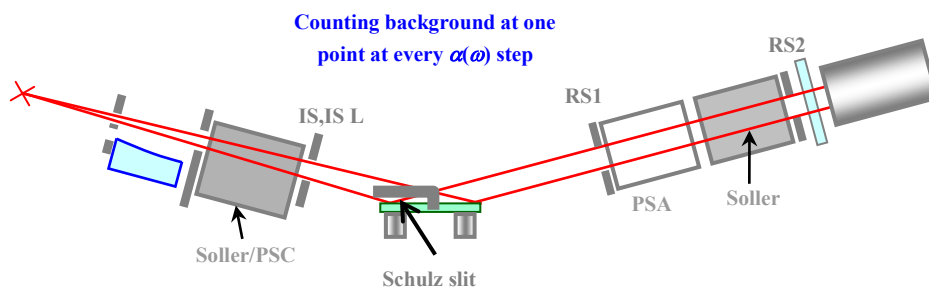 Counting background at one
point at every α(ω) step
RS2
RS1
IS,IS L
PSA
Soller
Soller/PSC
Schulz slit